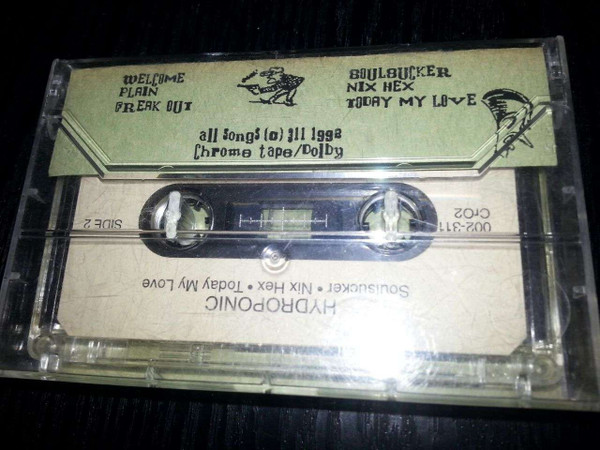 WELCOME
PLAIN
FREAK OUT
SOULSUCKER
NIX HEX
TODAY MY LOVE
all songs (c) 311 1992
Chrome tape/Dolby
HYDROPONIC
Soulsucker • Nix Hex • Today My Love
002-311
CrO2
SIDE 2